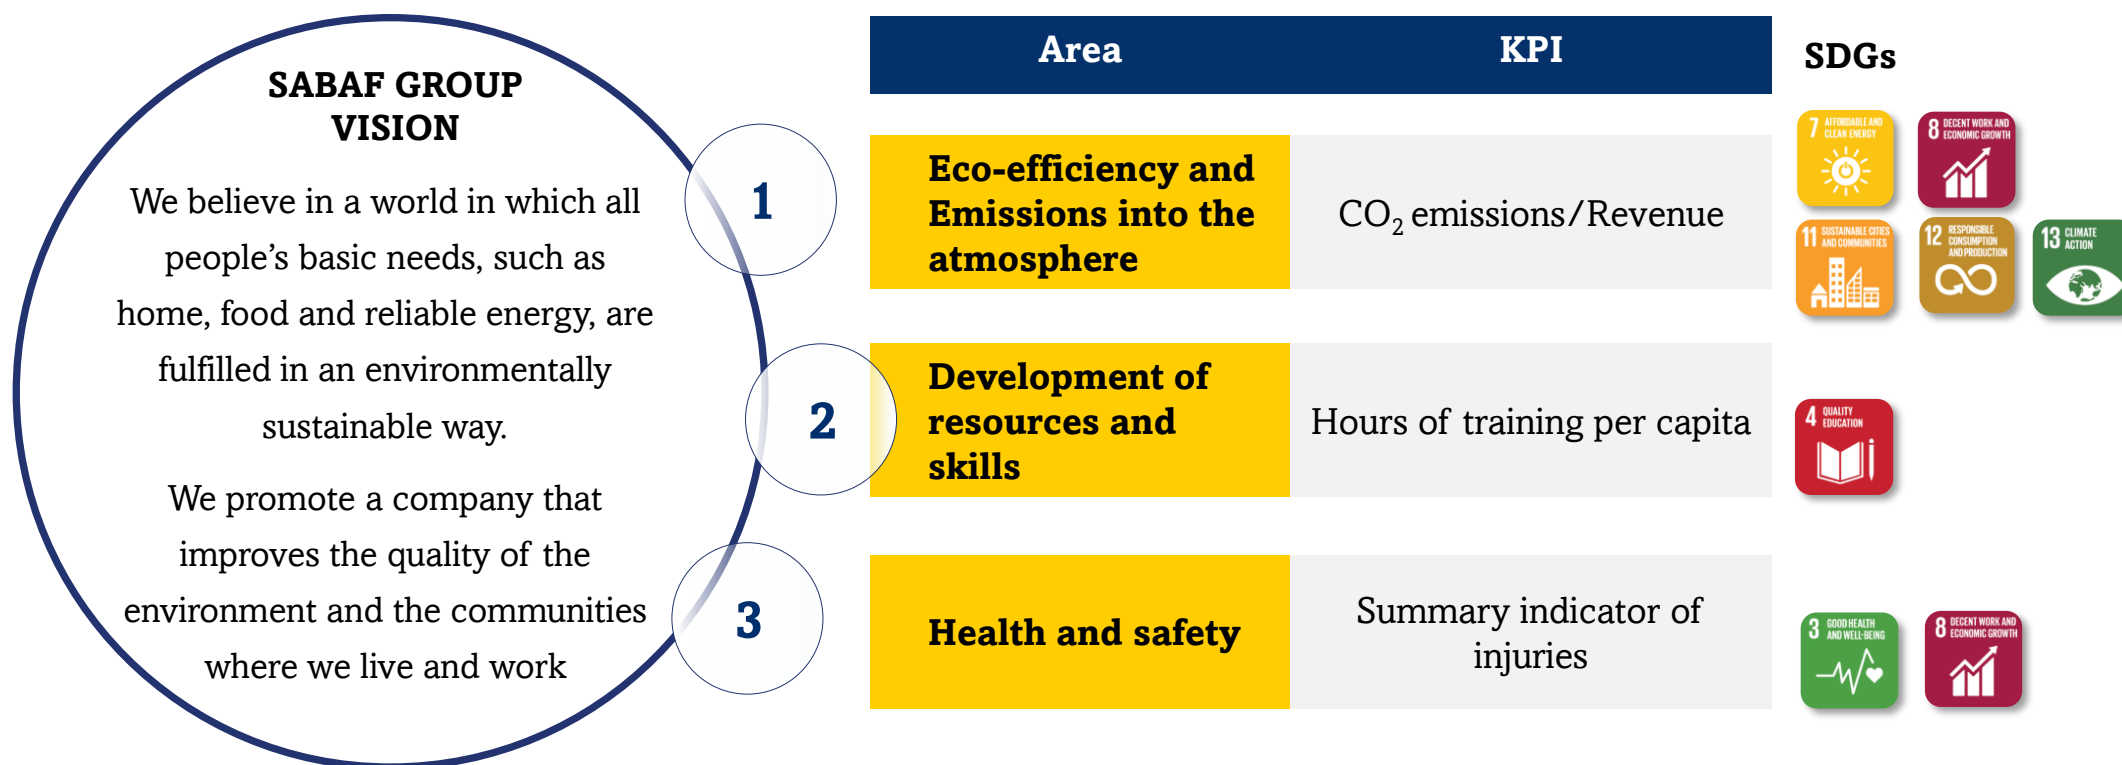 SABAF GROUP
VISION
We believe in a world in which all
people’s basic needs, such as
home, food and reliable energy, are
fulfilled in an environmentally
sustainable way.
We promote a company that
improves the quality of the
environment and the communities
where we live and work
Area
KPI
SDGs
1
Eco-efficiency and
Emissions into the
atmosphere
CO₂ emissions/Revenue
7 AFFORDABLE AND
CLEAN ENERGY
8 DECENT WORK AND
ECONOMIC GROWTH
11 SUSTAINABLE CITIES
AND COMMUNITIES
12 RESPONSIBLE
CONSUMPTION
AND PRODUCTION
13 CLIMATE
ACTION
2
Development of
resources and
skills
Hours of training per capita
4 QUALITY
EDUCATION
3
Health and safety
Summary indicator of
injuries
3 GOOD HEALTH
AND WELL-BEING
8 DECENT WORK AND
ECONOMIC GROWTH